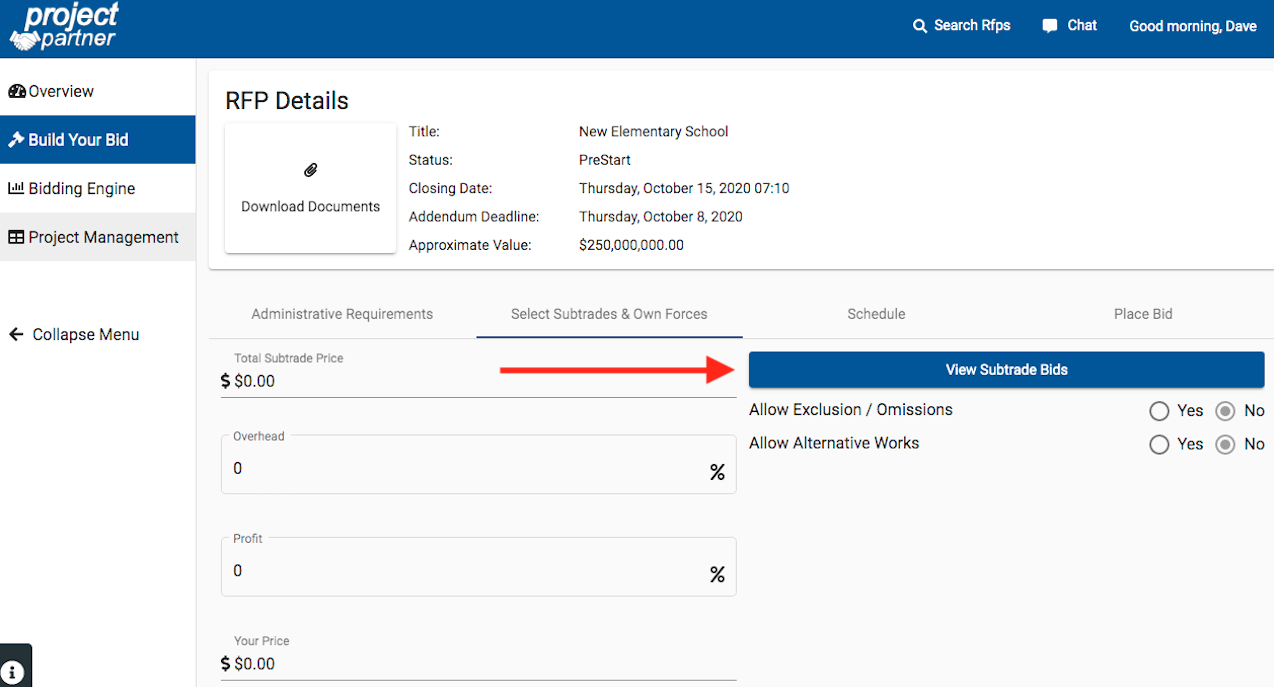 project
partner
Search Rfps
Chat
Good morning, Dave
Overview
Build Your Bid
Bidding Engine
Project Management
Collapse Menu
RFP Details
Download Documents
Title: New Elementary School
Status: PreStart
Closing Date: Thursday, October 15, 2020 07:10
Addendum Deadline: Thursday, October 8, 2020
Approximate Value: $250,000,000.00
Administrative Requirements
Select Subtrades & Own Forces
Schedule
Place Bid
Total Subtrade Price
$ $0.00
View Subtrade Bids
Allow Exclusion / Omissions Yes No
Allow Alternative Works Yes No
Overhead
0 %
Profit
0 %
Your Price
$ $0.00